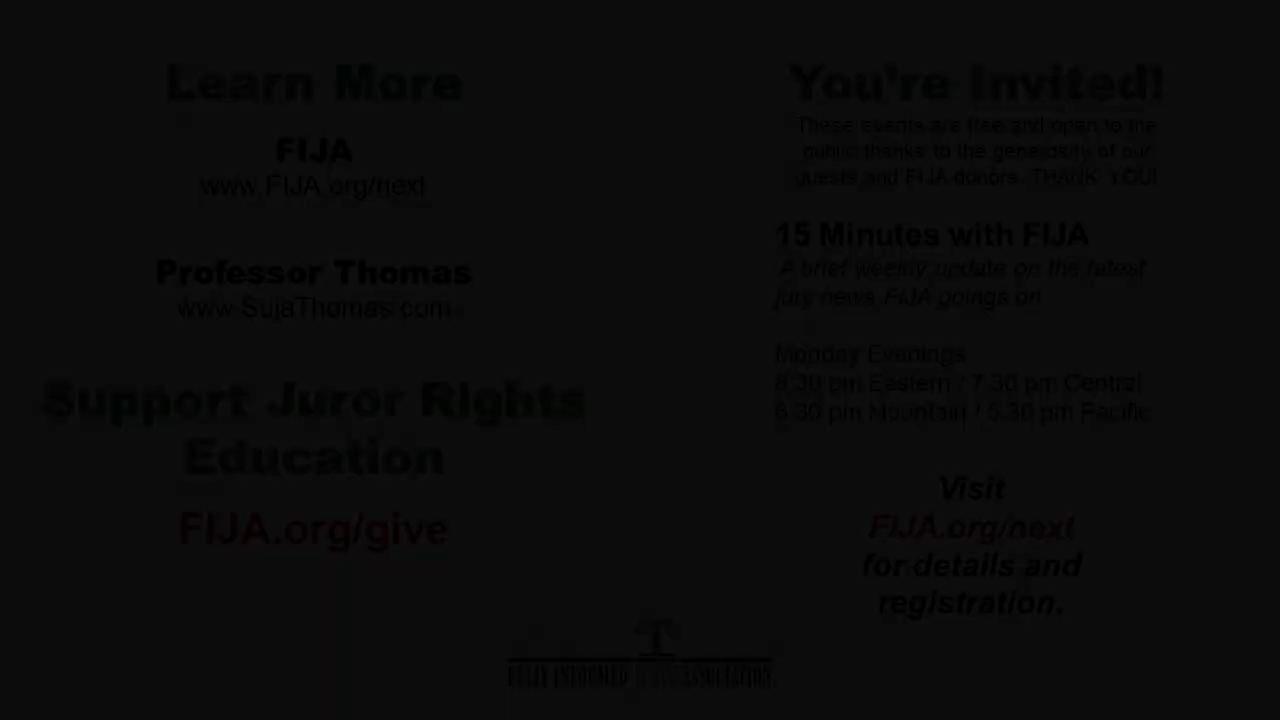 Learn More
FIJA
www.FIJA.org/next
Professor Thomas
www.SujaThomas.com
Support Juror Rights
Education
FIJA.org/give
You're Invited!
These events are free and open to the
public thanks to the generosity of our
guests and FIJA donors. THANK YOU!
15 Minutes with FIJA
A brief weekly update on the latest
jury news, FIJA goings on
Monday Evenings
8:30 pm Eastern / 7:30 pm Central
6:30 pm Mountain / 5:30 pm Pacific
Visit
FIJA.org/next
for details and
registration.
FULLY INFORMED JURY ASSOCIATION